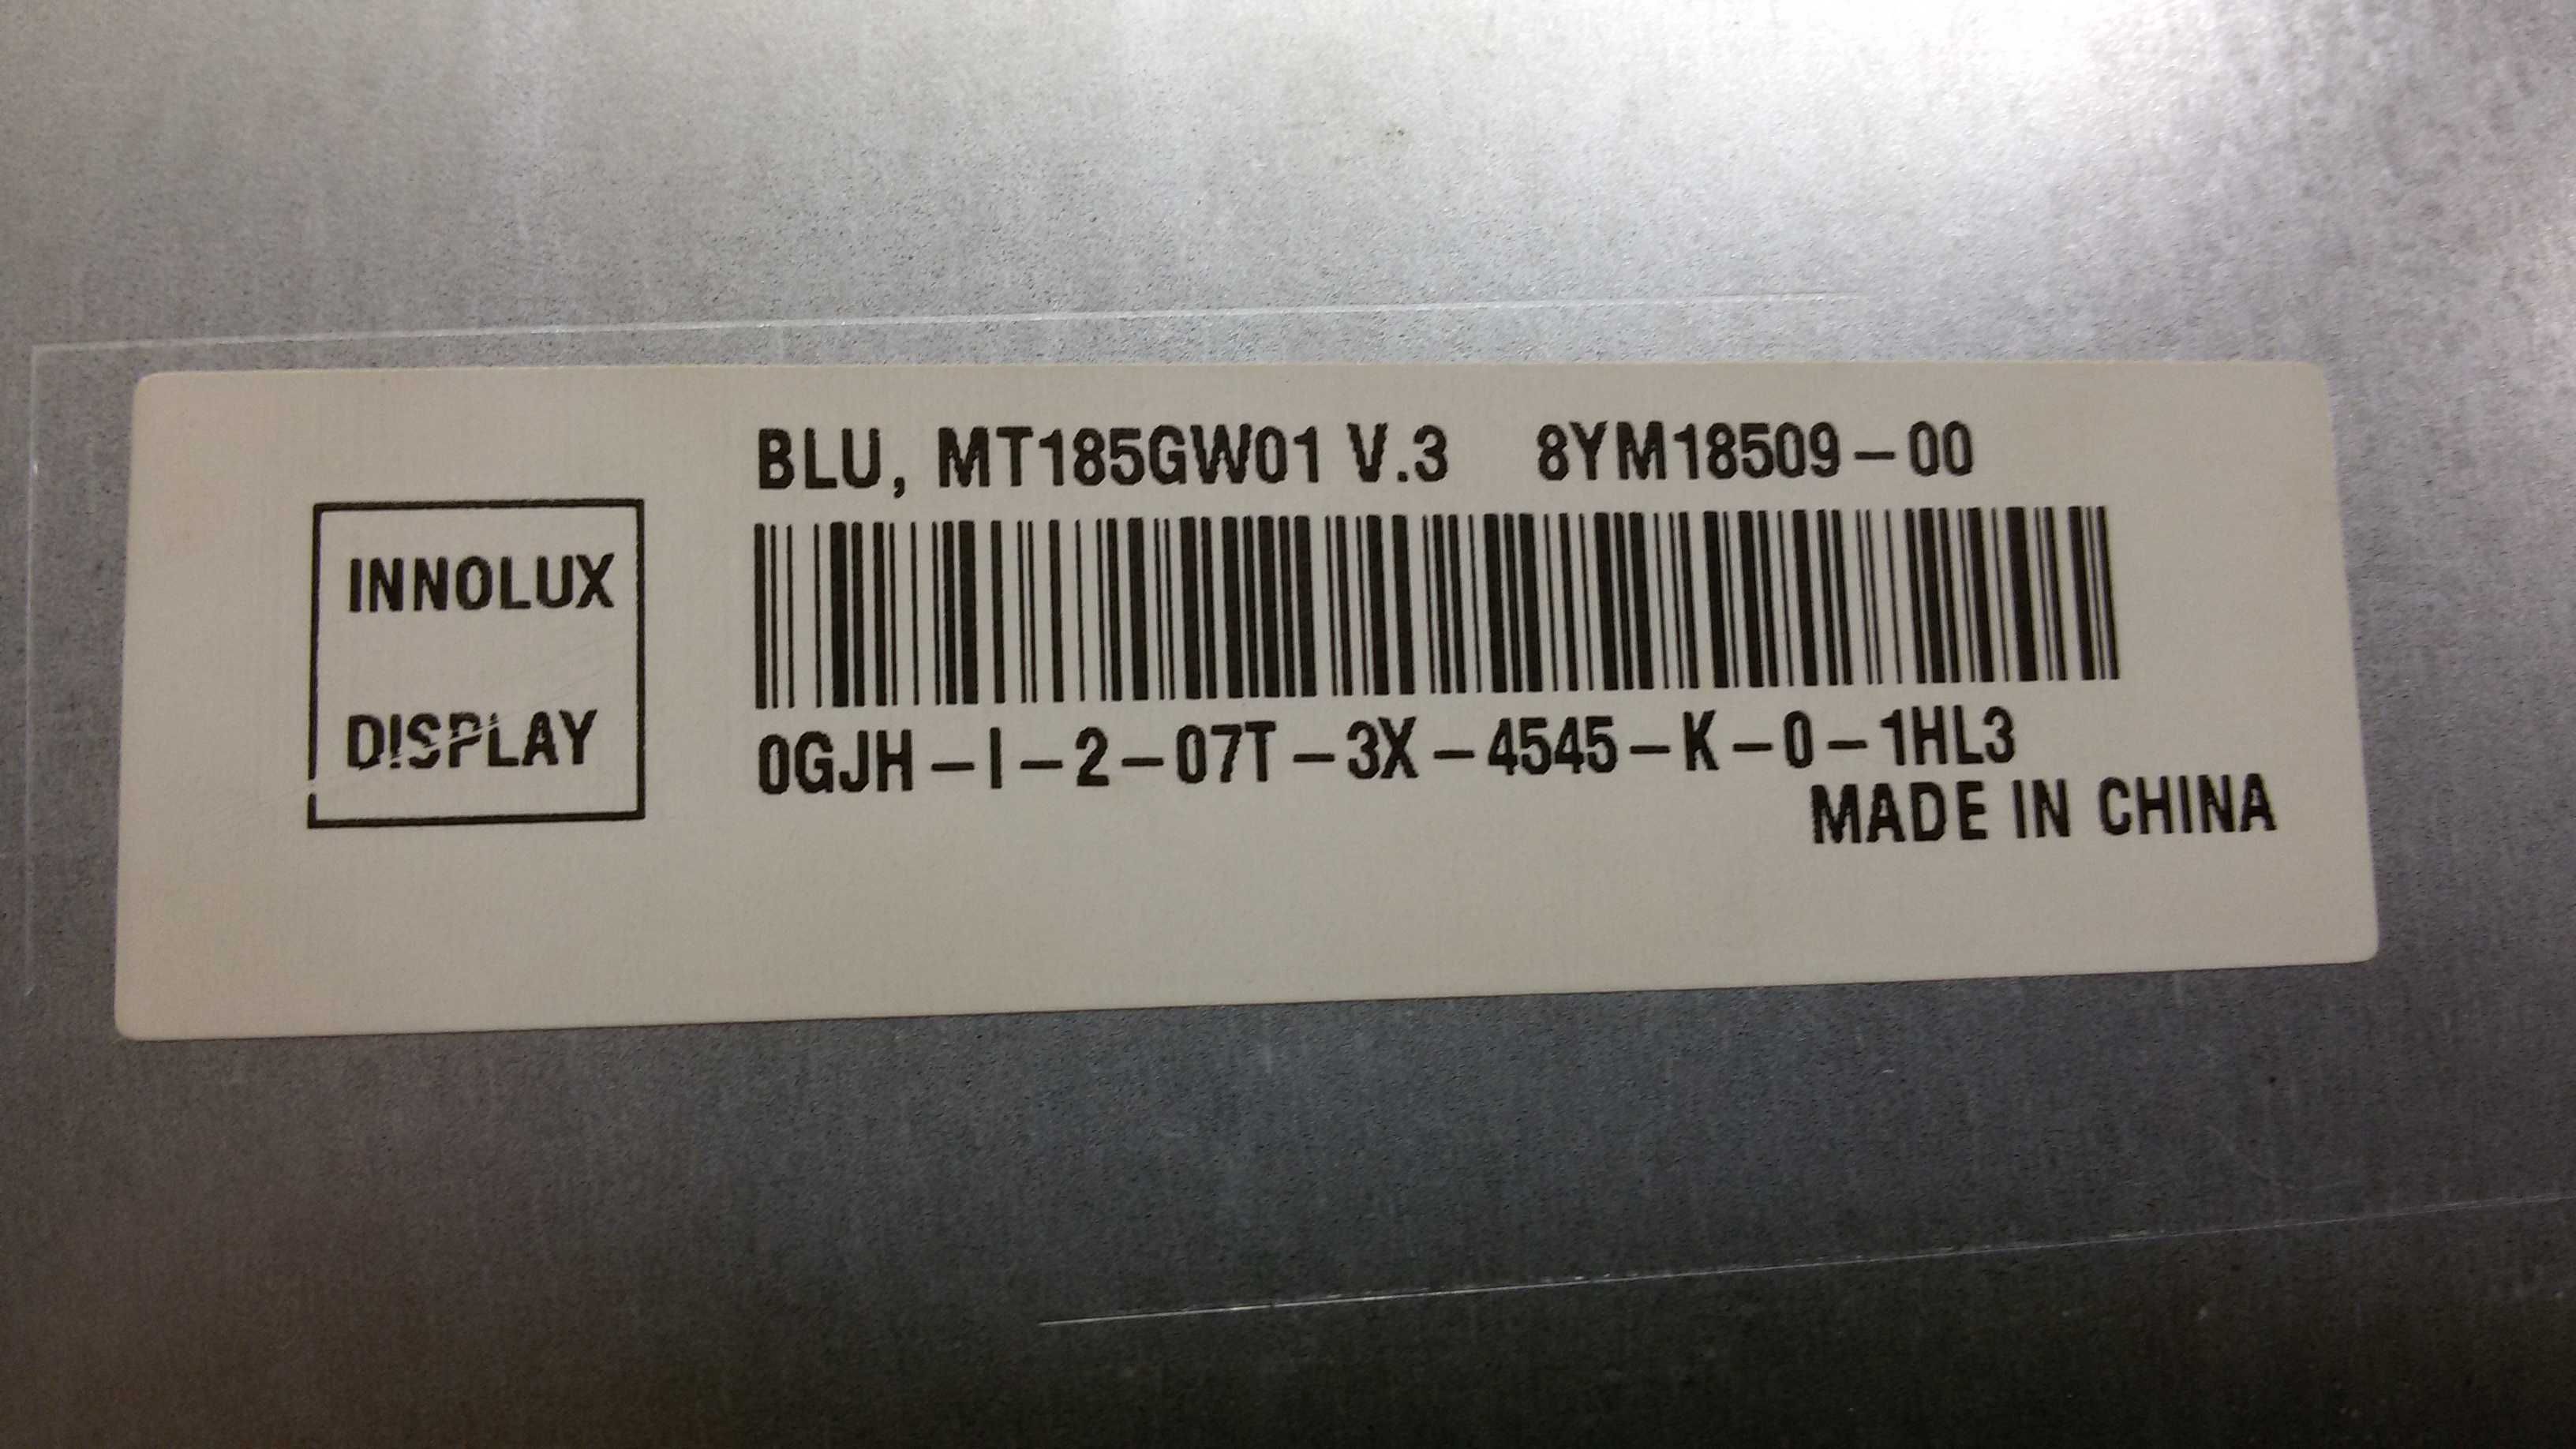 BLU, MT185GW01 V.3 8YM18509-00
INNOLUX
DISPLAY
0GJH-I-2-07T-3X-4545-K-0-1HL3
MADE IN CHINA